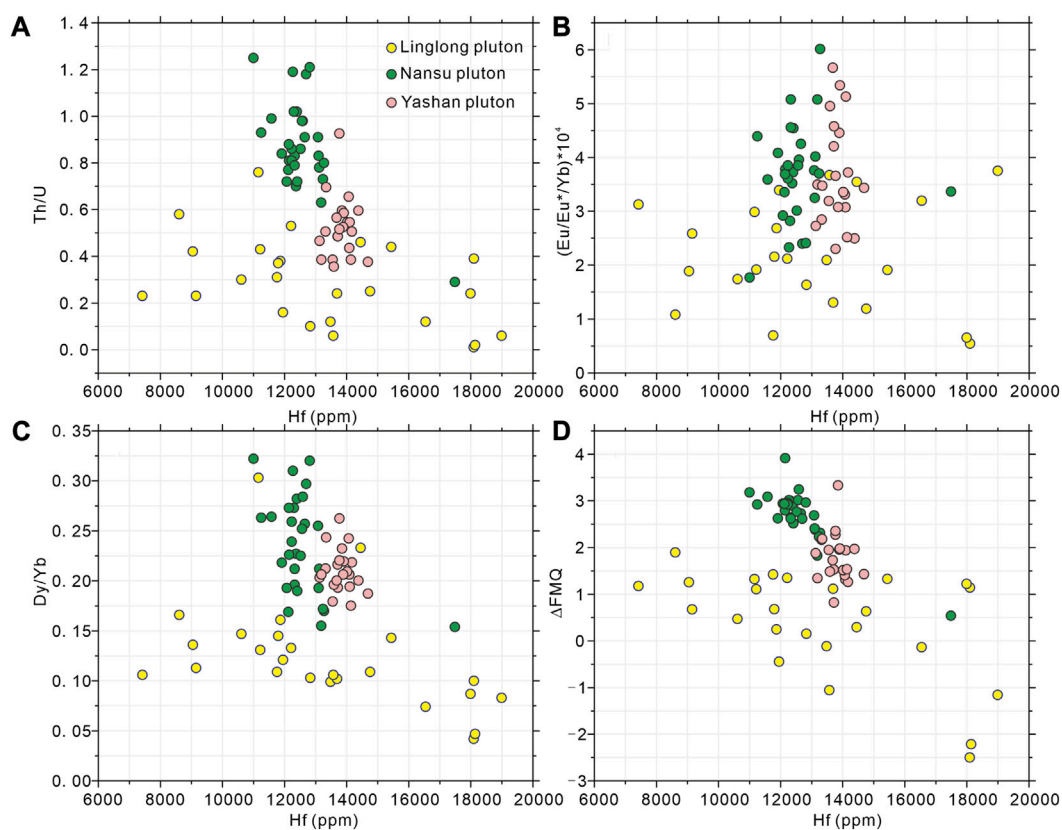 A
Th/U
1.4
1.2
1.0
0.8
0.6
0.4
0.2
0.0
Linglong pluton
Nansu pluton
Yashan pluton
6000 8000 10000 12000 14000 16000 18000 20000
Hf (ppm)
B
(Eu/Eu*/Yb)*10⁴
6
5
4
3
2
1
0
6000 8000 10000 12000 14000 16000 18000 20000
Hf (ppm)
C
Dy/Yb
0.35
0.30
0.25
0.20
0.15
0.10
0.05
0.00
6000 8000 10000 12000 14000 16000 18000 20000
Hf (ppm)
D
ΔFMQ
4
3
2
1
0
−1
−2
−3
6000 8000 10000 12000 14000 16000 18000 20000
Hf (ppm)